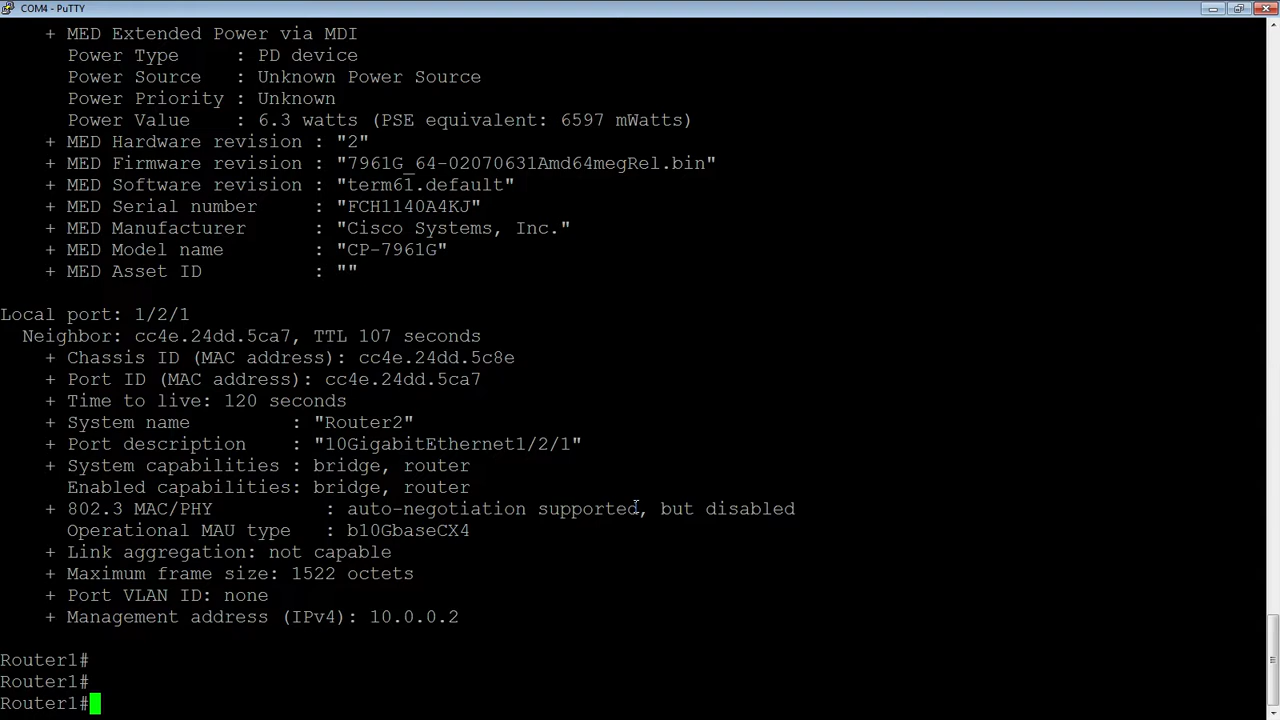 COM4 - PuTTY
+ MED Extended Power via MDI
Power Type : PD device
Power Source : Unknown Power Source
Power Priority : Unknown
Power Value : 6.3 watts (PSE equivalent: 6597 mWatts)
+ MED Hardware revision : "2"
+ MED Firmware revision : "7961G_64-02070631Amd64megRel.bin"
+ MED Software revision : "term61.default"
+ MED Serial number : "FCH1140A4KJ"
+ MED Manufacturer : "Cisco Systems, Inc."
+ MED Model name : "CP-7961G"
+ MED Asset ID : ""
Local port: 1/2/1
Neighbor: cc4e.24dd.5ca7, TTL 107 seconds
+ Chassis ID (MAC address): cc4e.24dd.5c8e
+ Port ID (MAC address): cc4e.24dd.5ca7
+ Time to live: 120 seconds
+ System name : "Router2"
+ Port description : "10GigabitEthernet1/2/1"
+ System capabilities : bridge, router
Enabled capabilities: bridge, router
+ 802.3 MAC/PHY : auto-negotiation supported, but disabled
Operational MAU type : b10GbaseCX4
+ Link aggregation: not capable
+ Maximum frame size: 1522 octets
+ Port VLAN ID: none
+ Management address (IPv4): 10.0.0.2
Router1#
Router1#
Router1#